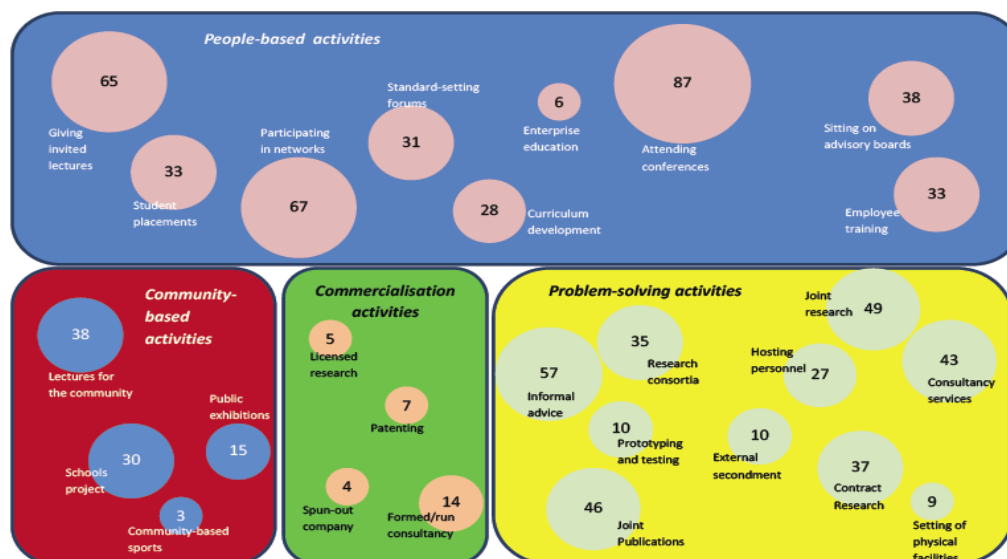 People-based activities
65
Giving
invited
lectures
33
Student
placements
Participating
in networks
67
Standard-setting
forums
31
6
Enterprise
education
28
Curriculum
development
87
Attending
conferences
38
Sitting on
advisory boards
33
Employee
training
Community-
based
activities
38
Lectures for
the community
Public
exhibitions
15
30
Schools
project
3
Community-based
sports
Commercialisation
activities
5
Licensed
research
7
Patenting
4
Spun-out
company
14
Formed/run
consultancy
Problem-solving activities
57
Informal
advice
35
Research
consortia
10
Prototyping
and testing
46
Joint
Publications
Joint
research
49
Hosting
personnel
27
43
Consultancy
services
10
External
secondment
37
Contract
Research
9
Setting of
physical
facilities